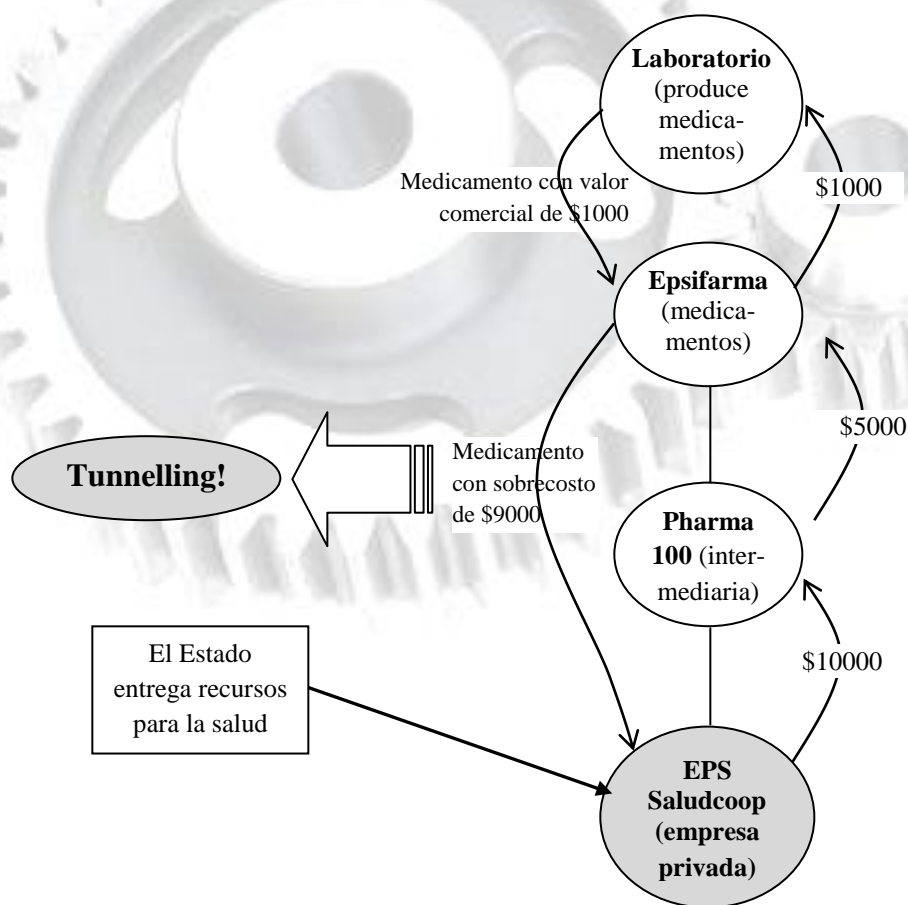 Laboratorio
(produce
medica-
mentos)
Medicamento con valor
comercial de $1000
$1000
Epsifarma
(medica-
mentos)
$5000
Tunnelling!
Medicamento
con sobrecosto
de $9000
Pharma
100 (inter-
mediaria)
El Estado
entrega recursos
para la salud
$10000
EPS
Saludcoop
(empresa
privada)